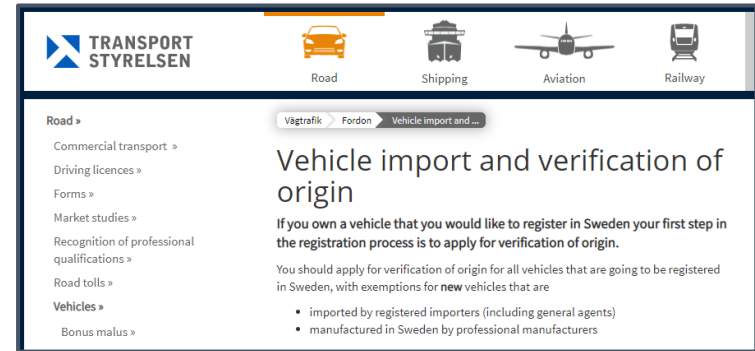 TRANSPORT
STYRELSEN
Road
Shipping
Aviation
Railway
Road »
Commercial transport »
Driving licences »
Forms »
Market studies »
Recognition of professional
qualifications »
Road tolls »
Vehicles »
Bonus malus »
Vägtrafik
Fordon
Vehicle import and ...
Vehicle import and verification of
origin
If you own a vehicle that you would like to register in Sweden your first step in
the registration process is to apply for verification of origin.
You should apply for verification of origin for all vehicles that are going to be registered
in Sweden, with exemptions for new vehicles that are
• imported by registered importers (including general agents)
• manufactured in Sweden by professional manufacturers